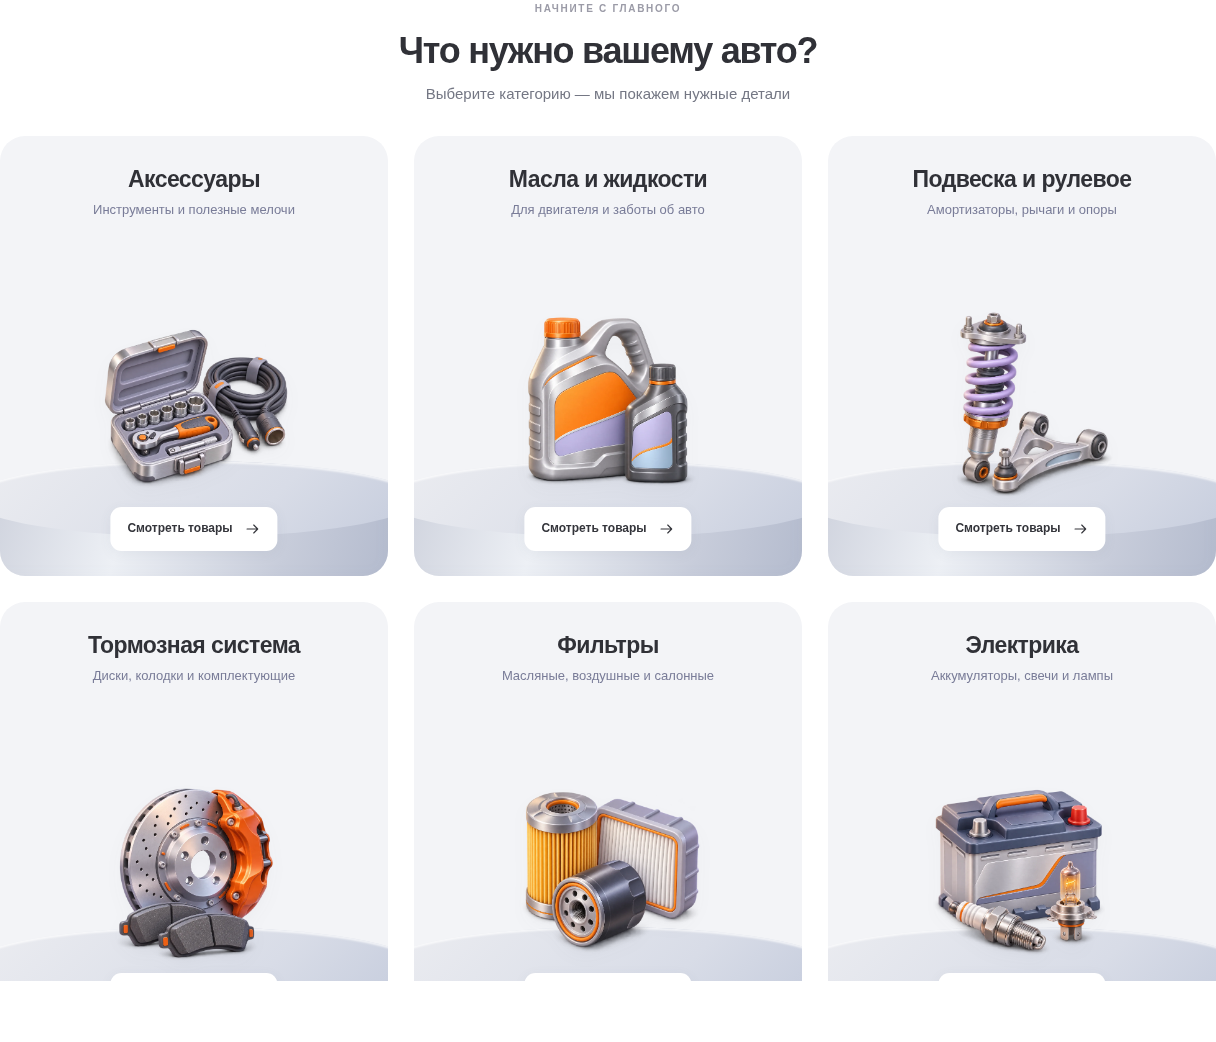 НАЧНИТЕ С ГЛАВНОГО
Что нужно вашему авто?
Выберите категорию — мы покажем нужные детали
Аксессуары
Инструменты и полезные мелочи
Смотреть товары
Масла и жидкости
Для двигателя и заботы об авто
Смотреть товары
Подвеска и рулевое
Амортизаторы, рычаги и опоры
Смотреть товары
Тормозная система
Диски, колодки и комплектующие
Фильтры
Масляные, воздушные и салонные
Электрика
Аккумуляторы, свечи и лампы